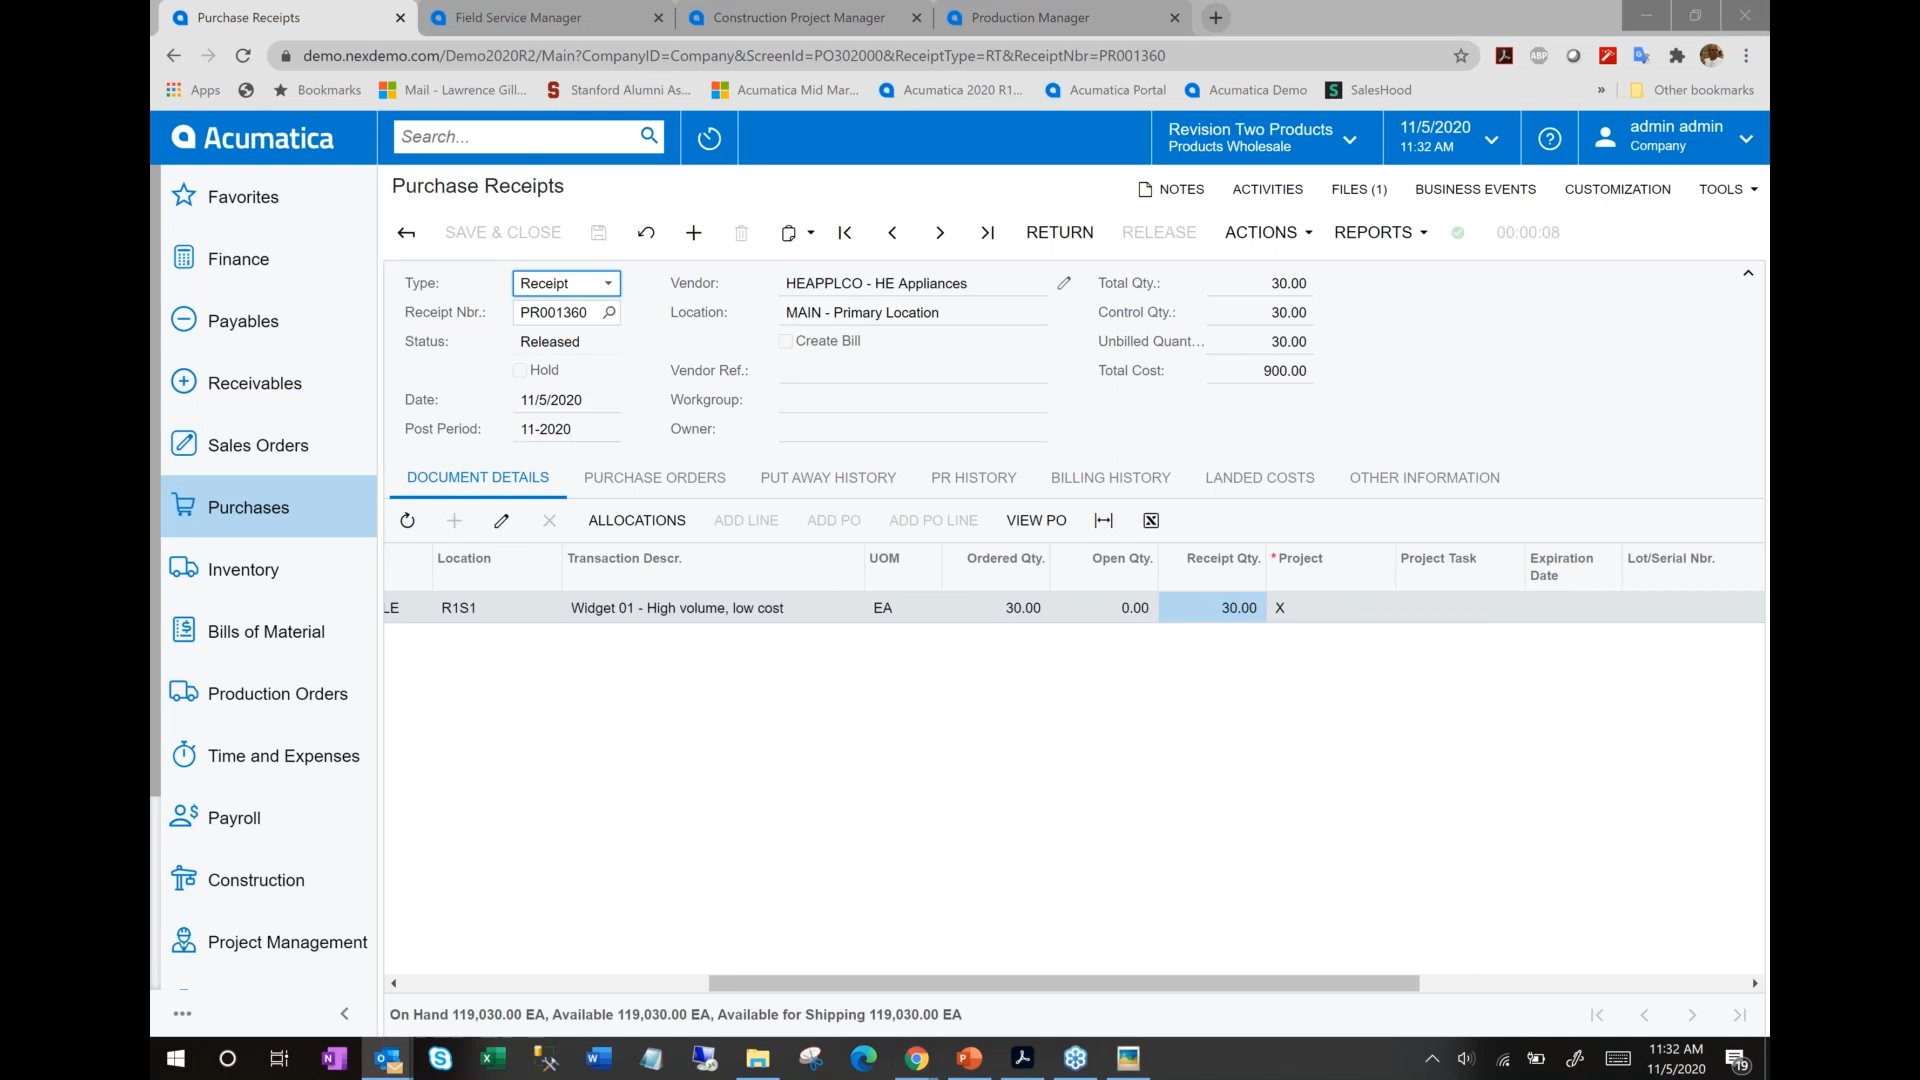 Purchase Receipts
Field Service Manager
Construction Project Manager
Production Manager
demo.nexdemo.com/Demo2020R2/Main?CompanyID=Company&ScreenId=PO302000&ReceiptType=RT&ReceiptNbr=PR001360
ABP
Apps
Bookmarks
Mail - Lawrence Gill...
Stanford Alumni As...
Acumatica Mid Mar...
Acumatica 2020 R1...
Acumatica Portal
Acumatica Demo
SalesHood
»
Other bookmarks
Acumatica
Search...
Revision Two Products
Products Wholesale
11/5/2020
11:32 AM
admin admin
Company
Favorites
Finance
Payables
Receivables
Sales Orders
Purchases
Inventory
Bills of Material
Production Orders
Time and Expenses
Payroll
Construction
Project Management
Purchase Receipts
NOTES ACTIVITIES FILES (1) BUSINESS EVENTS CUSTOMIZATION TOOLS
SAVE & CLOSE RETURN RELEASE ACTIONS REPORTS 00:00:08
Type: Receipt
Receipt Nbr.: PR001360
Status: Released
Hold
Date: 11/5/2020
Post Period: 11-2020
Vendor: HEAPPLCO - HE Appliances
Location: MAIN - Primary Location
Create Bill
Vendor Ref.:
Workgroup:
Owner:
Total Qty.: 30.00
Control Qty.: 30.00
Unbilled Quant... 30.00
Total Cost: 900.00
DOCUMENT DETAILS PURCHASE ORDERS PUT AWAY HISTORY PR HISTORY BILLING HISTORY LANDED COSTS OTHER INFORMATION
ALLOCATIONS ADD LINE ADD PO ADD PO LINE VIEW PO
Location Transaction Descr. UOM Ordered Qty. Open Qty. Receipt Qty. * Project Project Task Expiration Date Lot/Serial Nbr.
LE R1S1 Widget 01 - High volume, low cost EA 30.00 0.00 30.00 X
On Hand 119,030.00 EA, Available 119,030.00 EA, Available for Shipping 119,030.00 EA
11:32 AM
11/5/2020
19